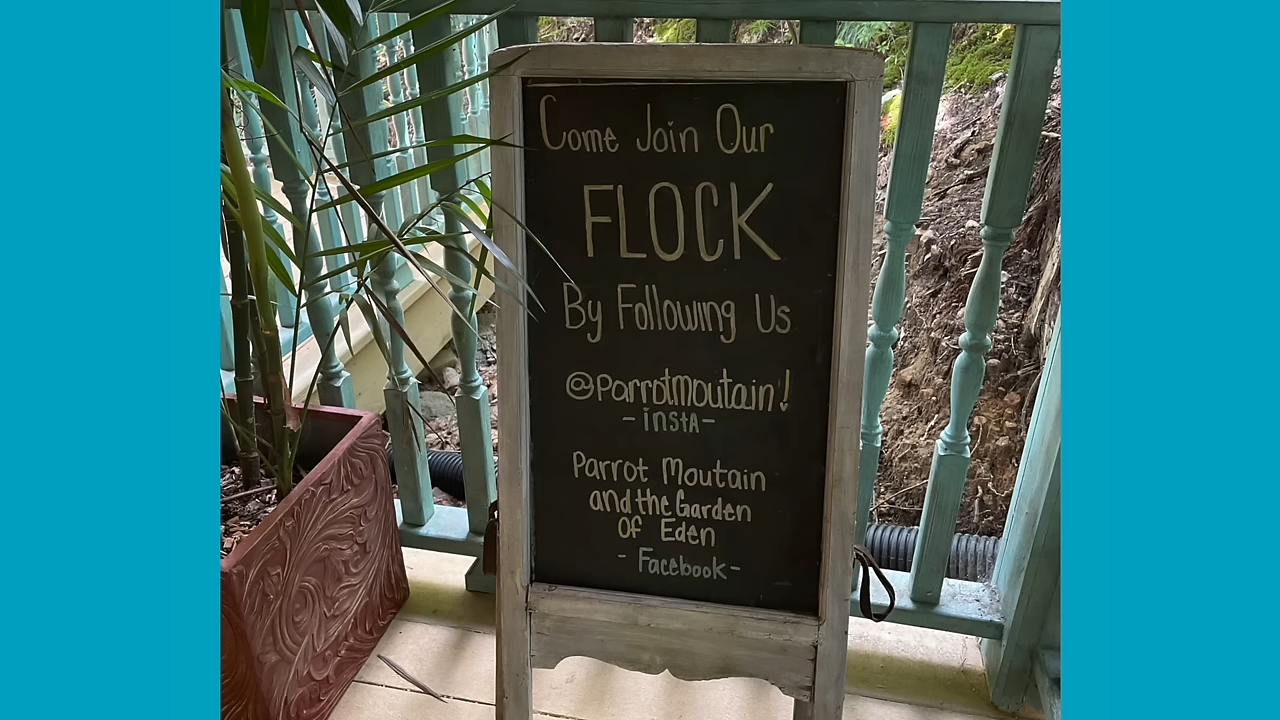 Come Join Our
FLOCK
By Following Us
@parrotmoutain!
-insta-
Parrot Moutain
and the Garden
of Eden
- Facebook-